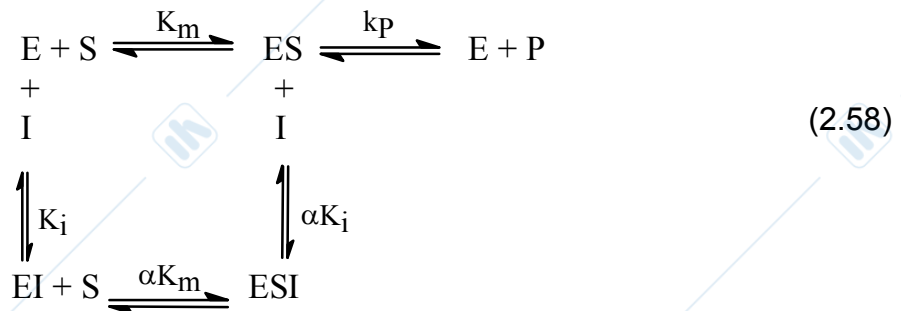 Km kP
E + S ES E + P
+ +
I I
(2.58)
Ki αKi
αKm
EI + S ESI